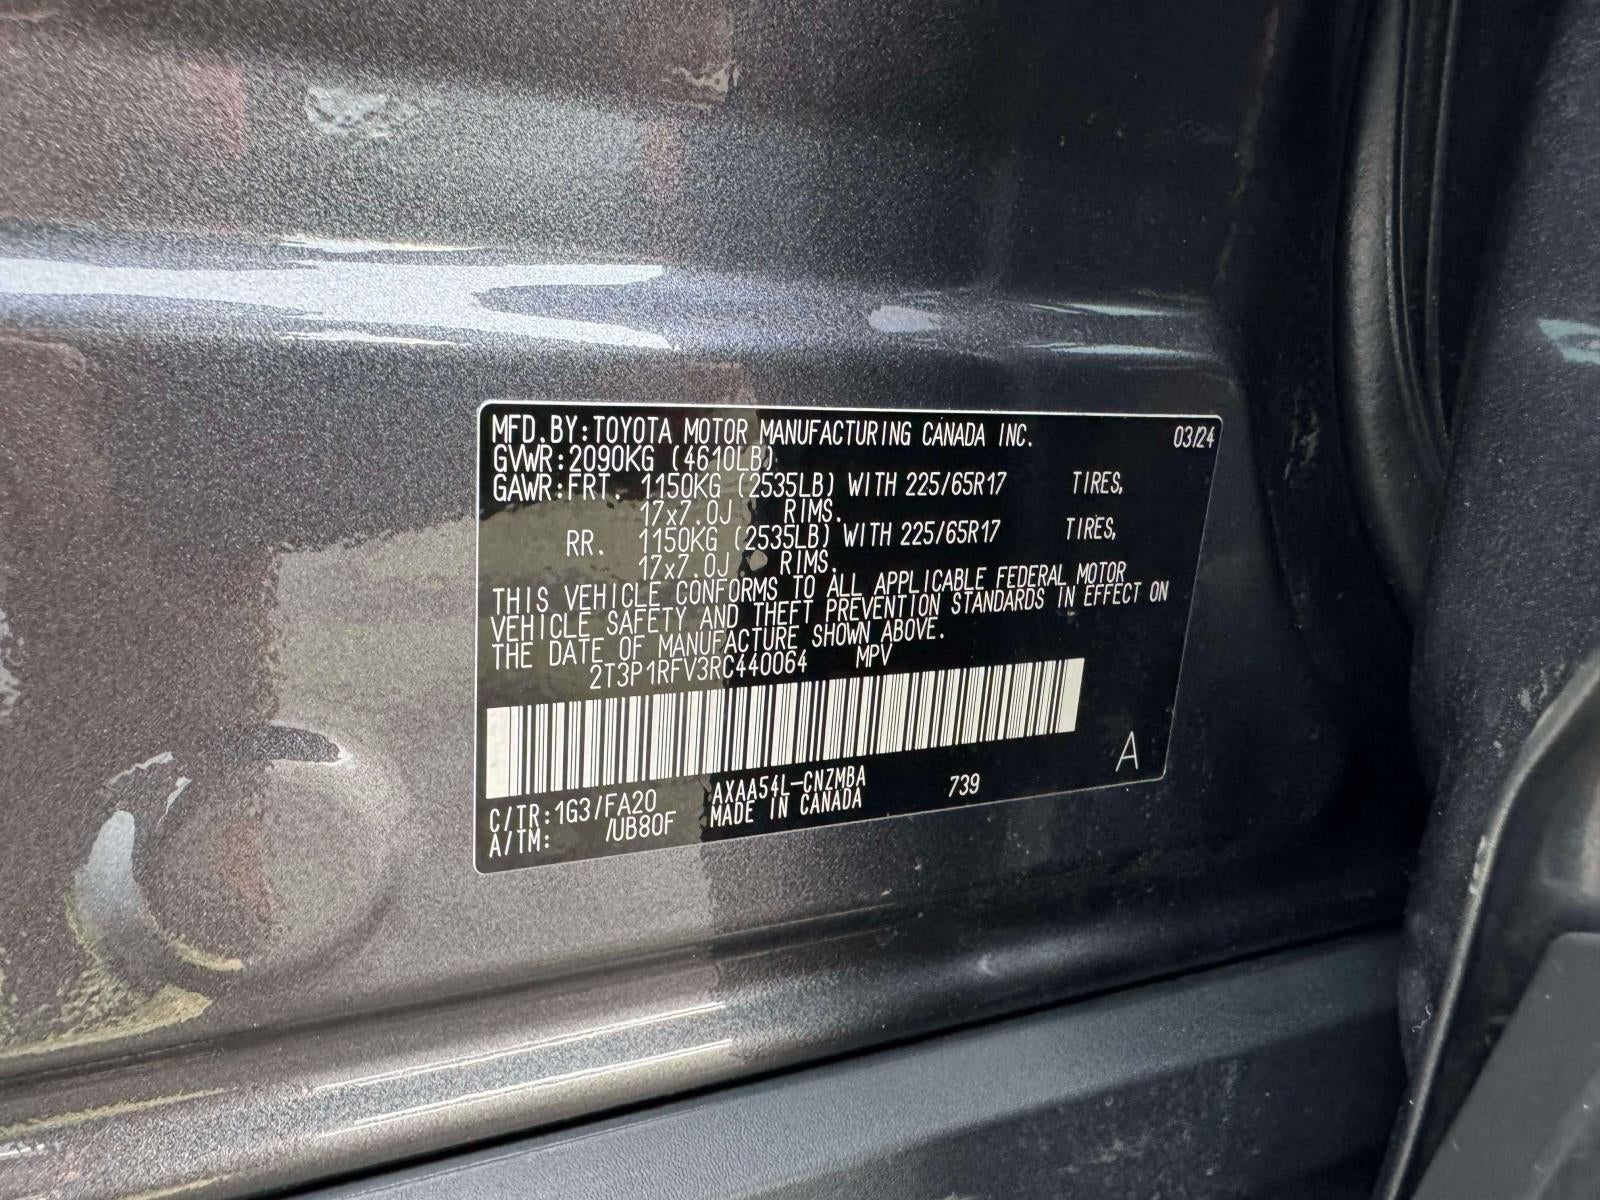 MFD.BY:TOYOTA MOTOR MANUFACTURING CANADA INC. 03/24
GVWR:2090KG (4610LB)
GAWR:FRT. 1150KG (2535LB) WITH 225/65R17 TIRES,
17x7.0J RIMS.
RR. 1150KG (2535LB) WITH 225/65R17 TIRES,
17x7.0J RIMS.
THIS VEHICLE CONFORMS TO ALL APPLICABLE FEDERAL MOTOR
VEHICLE SAFETY AND THEFT PREVENTION STANDARDS IN EFFECT ON
THE DATE OF MANUFACTURE SHOWN ABOVE.
2T3P1RFV3RC440064 MPV
C/TR:1G3/FA20 AXAA54L-CNZMBA 739 A
A/TM: /UB80F MADE IN CANADA